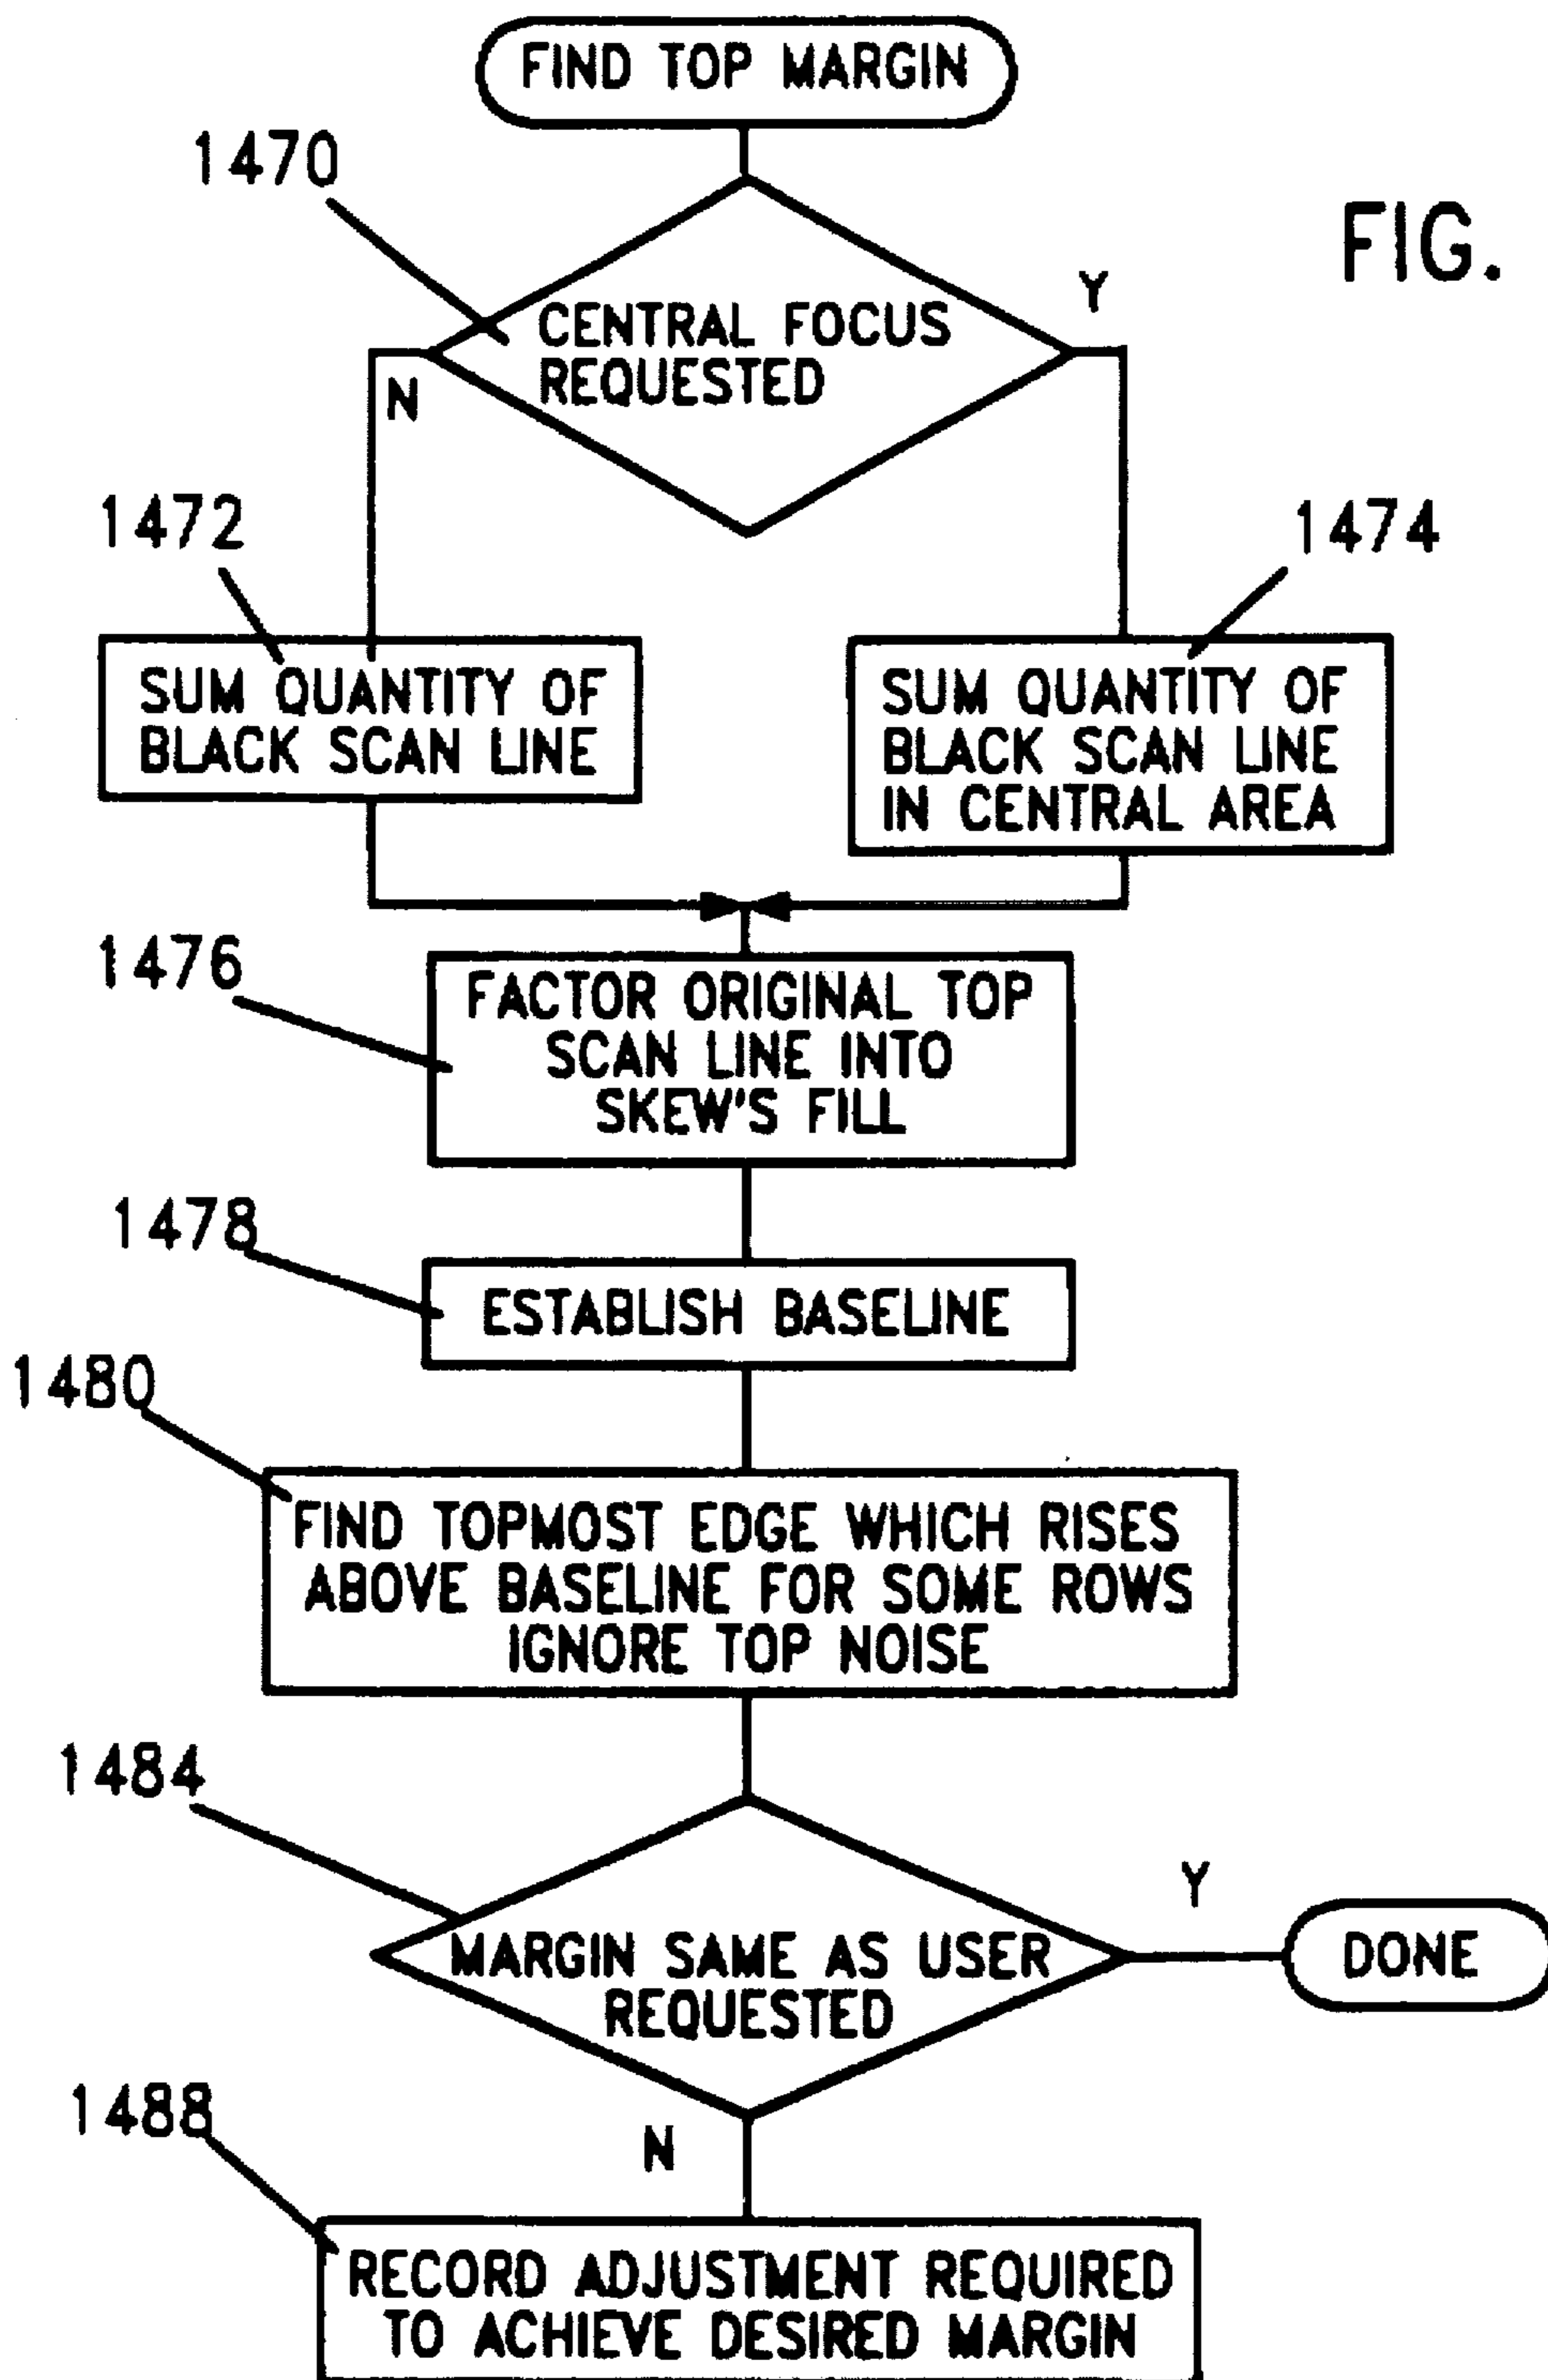 FIND TOP MARGIN
1470
FIG.
Y
CENTRAL FOCUS
REQUESTED
N
1472
1474
SUM QUANTITY OF
BLACK SCAN LINE
SUM QUANTITY OF
BLACK SCAN LINE
IN CENTRAL AREA
1476
FACTOR ORIGINAL TOP
SCAN LINE INTO
SKEW'S FILL
1478
ESTABLISH BASELINE
1480
FIND TOPMOST EDGE WHICH RISES
ABOVE BASELINE FOR SOME ROWS
IGNORE TOP NOISE
1484
Y
MARGIN SAME AS USER
REQUESTED
DONE
1488
N
RECORD ADJUSTMENT REQUIRED
TO ACHIEVE DESIRED MARGIN